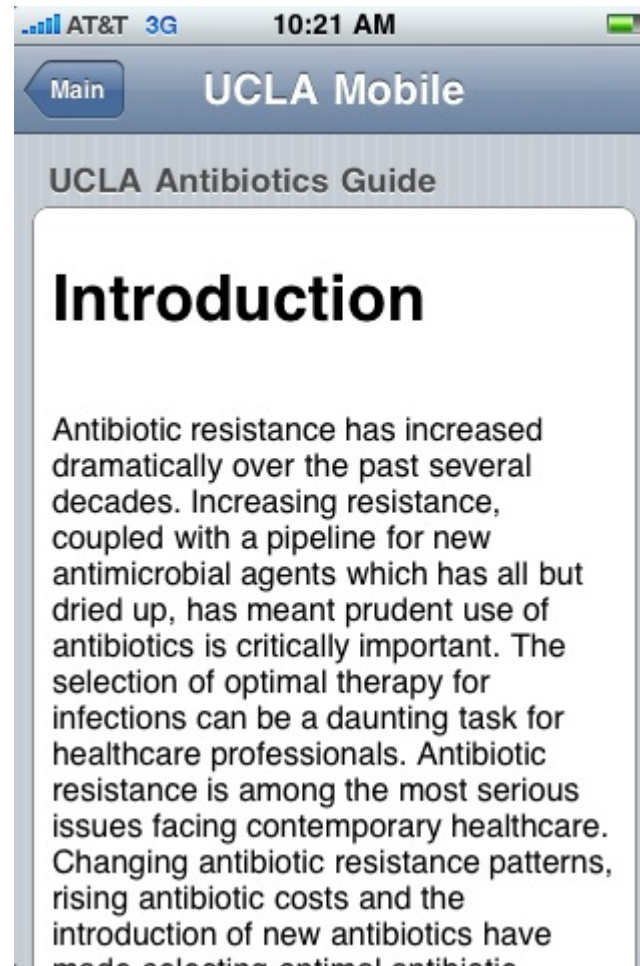 AT&T 3G 10:21 AM
Main UCLA Mobile
UCLA Antibiotics Guide
Introduction
Antibiotic resistance has increased
dramatically over the past several
decades. Increasing resistance,
coupled with a pipeline for new
antimicrobial agents which has all but
dried up, has meant prudent use of
antibiotics is critically important. The
selection of optimal therapy for
infections can be a daunting task for
healthcare professionals. Antibiotic
resistance is among the most serious
issues facing contemporary healthcare.
Changing antibiotic resistance patterns,
rising antibiotic costs and the
introduction of new antibiotics have
made selecting optimal antibiotic